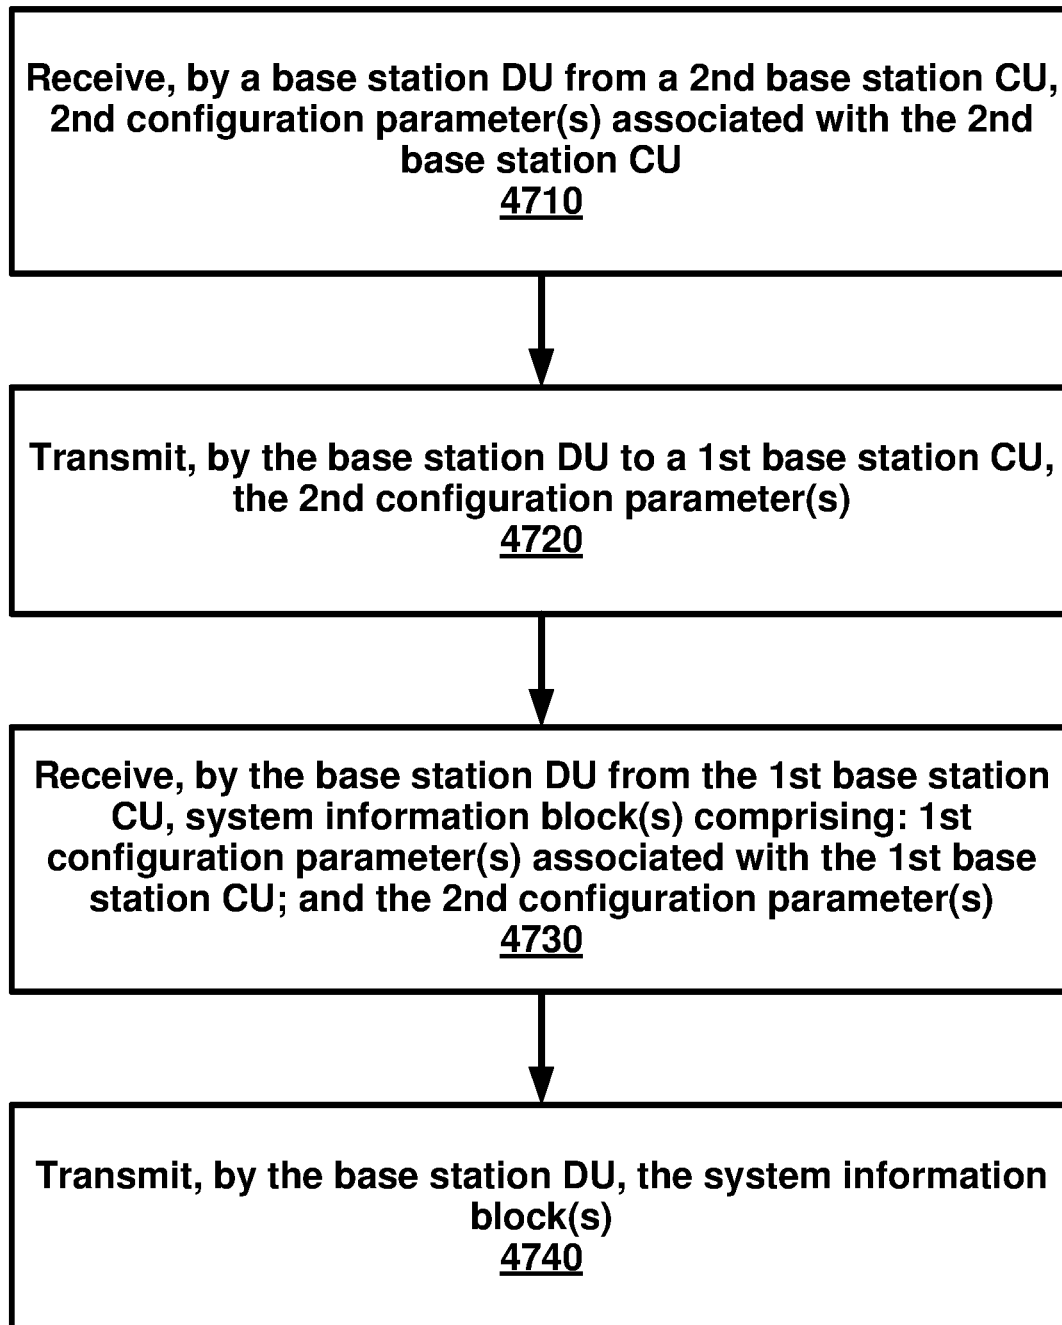 Receive, by a base station DU from a 2nd base station CU,
2nd configuration parameter(s) associated with the 2nd
base station CU
4710
Transmit, by the base station DU to a 1st base station CU,
the 2nd configuration parameter(s)
4720
Receive, by the base station DU from the 1st base station
CU, system information block(s) comprising: 1st
configuration parameter(s) associated with the 1st base
station CU; and the 2nd configuration parameter(s)
4730
Transmit, by the base station DU, the system information
block(s)
4740